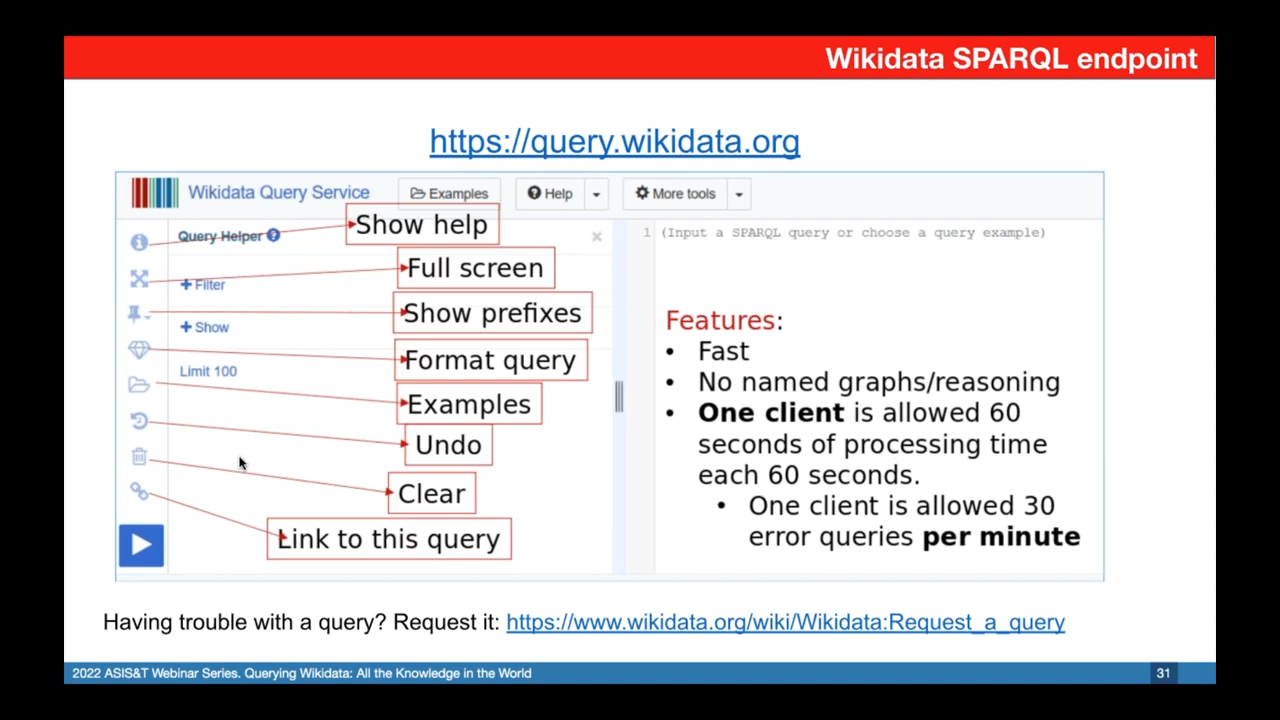 Wikidata SPARQL endpoint
https://query.wikidata.org
Wikidata Query Service
Examples
Help
More tools
Query Helper
Show help
Full screen
+ Filter
Show prefixes
+ Show
Format query
Limit 100
Examples
Undo
Clear
Link to this query
1 (Input a SPARQL query or choose a query example)
Features:
• Fast
• No named graphs/reasoning
• One client is allowed 60
seconds of processing time
each 60 seconds.
• One client is allowed 30
error queries per minute
Having trouble with a query? Request it: https://www.wikidata.org/wiki/Wikidata:Request_a_query
2022 ASIS&T Webinar Series. Querying Wikidata: All the Knowledge in the World
31